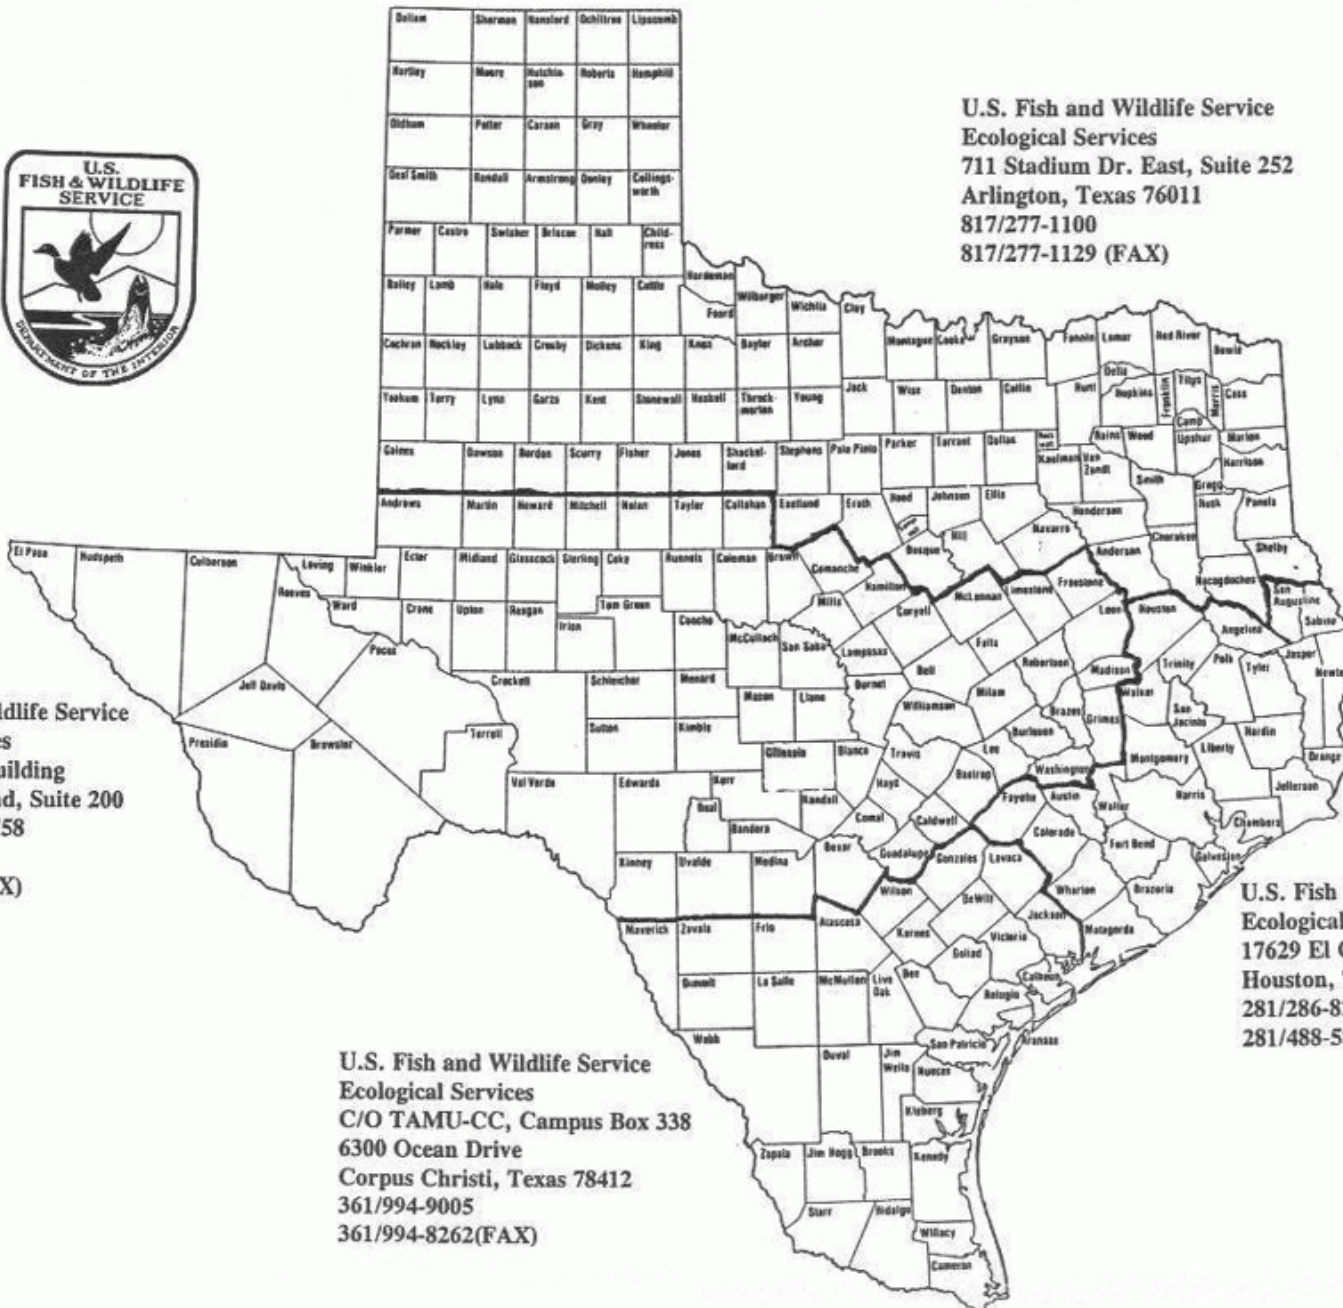 U.S.
FISH & WILDLIFE
SERVICE
DEPARTMENT OF THE INTERIOR
U.S. Fish and Wildlife Service
Ecological Services
711 Stadium Dr. East, Suite 252
Arlington, Texas 76011
817/277-1100
817/277-1129 (FAX)
Dallam Sherman Hansford Ochiltree Lipscomb
Hartley Moore Hutchin-
son Roberts Hemphill
Oldham Potter Carson Gray Wheeler
Deaf Smith Randall Armstrong Donley Collings-
worth
Parmer Castro Swisher Briscoe Hall Child-
ress
Hardeman
Bailey Lamb Hale Floyd Motley Cottle
Foard Wilbarger Wichita Clay
Cochran Hockley Lubbock Crosby Dickens King Knox Baylor Archer
Montague Cooke Grayson Fannin Lamar Red River Bowie
Delta
Yoakum Terry Lynn Garza Kent Stonewall Haskell Throck-
morton Young
Jack Wise Denton Collin Hunt Hopkins Franklin Titus Morris Cass
Camp
Gaines Dawson Borden Scurry Fisher Jones Shackel-
ford Stephens Palo Pinto Parker Tarrant Dallas
Rock-
wall Kaufman Van
Zandt Rains Wood Upshur Marion
Harrison
Smith Gregg
Andrews Martin Howard Mitchell Nolan Taylor Callahan Eastland Erath Hood Johnson Ellis
Henderson Rusk Panola
Navarro Hill Bosque
Anderson Cherokee Shelby
El Paso Hudspeth Culberson Reeves Loving Winkler Ector Midland Glasscock Sterling Coke Runnels Coleman Brown
Comanche Hamilton McLennan Limestone Freestone
Nacogdoches San
Augustine Sabine
Ward Crane Upton Reagan Irion Tom Green Concho
McCulloch San Saba Mills Lampasas Coryell Falls Leon Houston Angelina
Pecos Jeff Davis
Bell Robertson Madison Trinity Polk Tyler Jasper Newto
Crockett Schleicher Menard Mason Llano Burnet
Williamson Milam Brazos Grimes Walker San
Jacinto Hardin
Presidio Brewster Terrell Sutton Kimble
Gillespie Blanco Travis Lee Burleson Washington Montgomery Liberty Orange
Val Verde Edwards Kerr Real Kendall Hays Bastrop
Bandera Comal Caldwell Fayette Austin Waller Harris Jefferson Chambers
Kinney Uvalde Medina Bexar Guadalupe Gonzales Lavaca Colorado Fort Bend Galveston
Wilson DeWitt Wharton Brazoria
Maverick Zavala Frio Atascosa Karnes Victoria Jackson Matagorda
Goliad
Dimmit La Salle McMullen Live
Oak Bee Calhoun
Refugio
Webb Duval Jim
Wells San Patricio Aransas
Nueces
Kleberg
Zapata Jim Hogg Brooks Kenedy
Starr Hidalgo
Willacy
Cameron
ldlife Service
es
uilding
d, Suite 200
58
X)
U.S. Fish and Wildlife Service
Ecological Services
C/O TAMU-CC, Campus Box 338
6300 Ocean Drive
Corpus Christi, Texas 78412
361/994-9005
361/994-8262(FAX)
U.S. Fish
Ecological
17629 El
Houston,
281/286-8
281/488-5